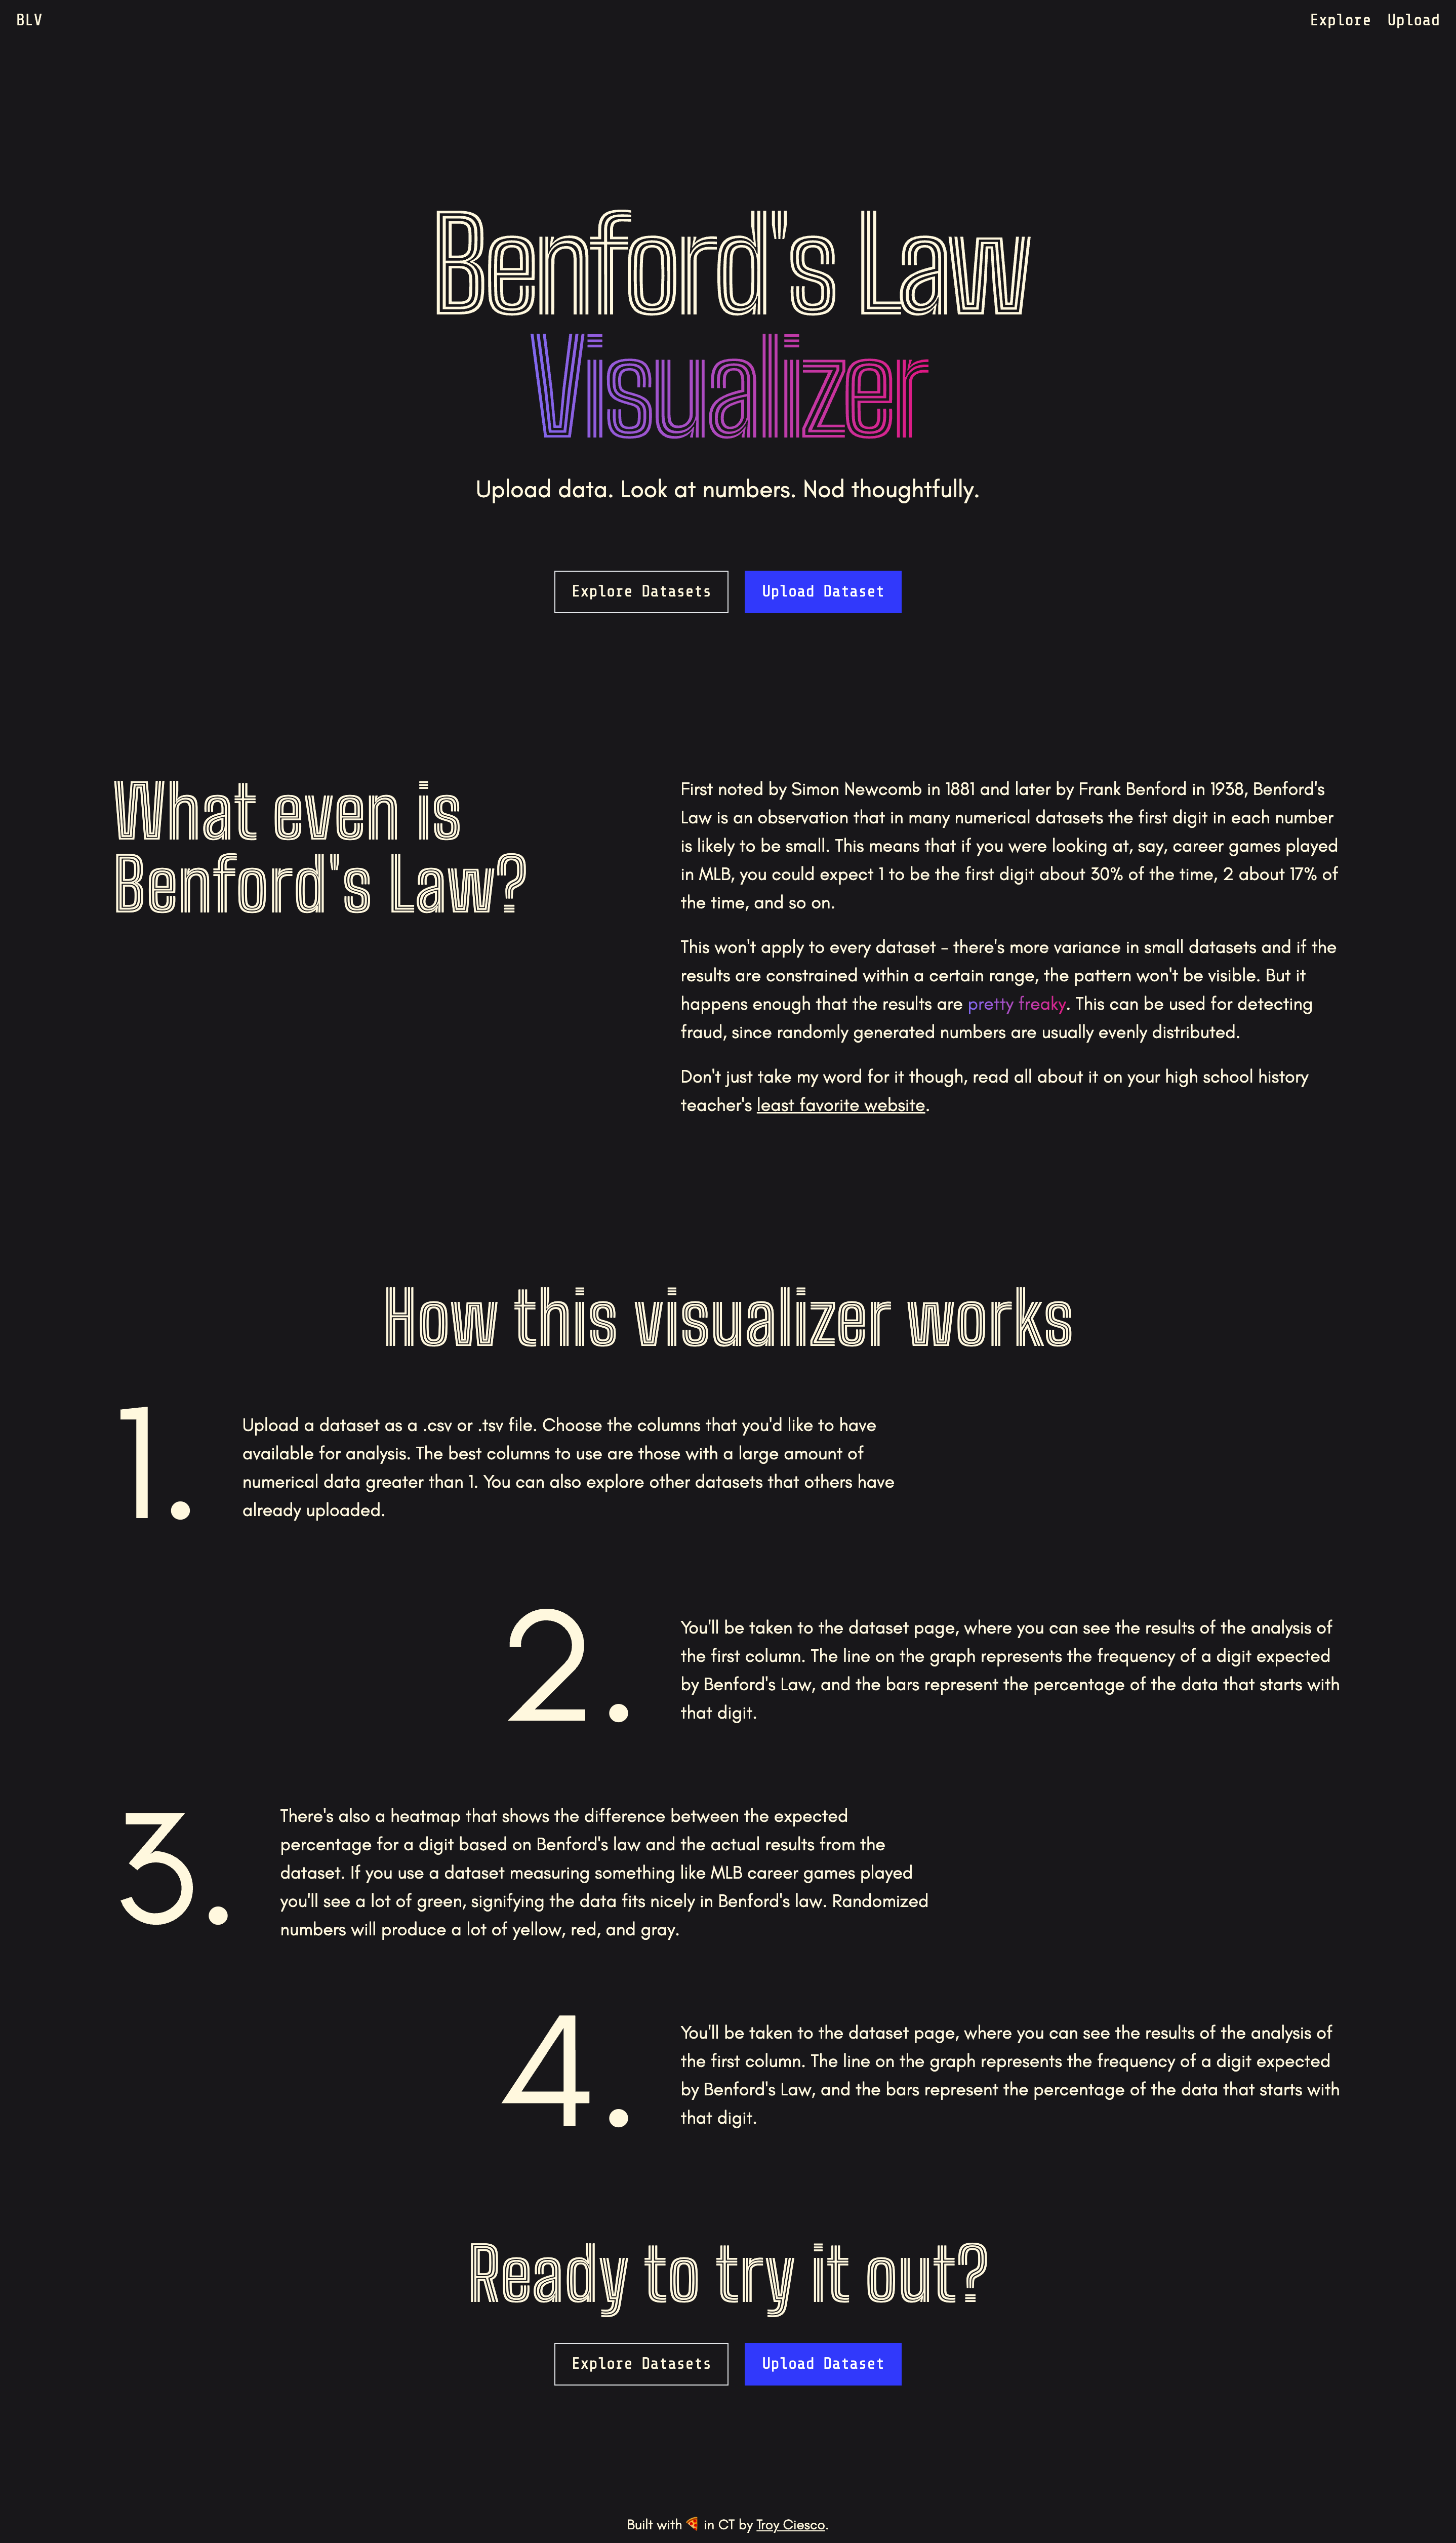 BLV
Explore Upload
Benford's Law
Visualizer
Upload data. Look at numbers. Nod thoughtfully.
Explore Datasets Upload Dataset
What even is
Benford's Law?
First noted by Simon Newcomb in 1881 and later by Frank Benford in 1938, Benford's
Law is an observation that in many numerical datasets the first digit in each number
is likely to be small. This means that if you were looking at, say, career games played
in MLB, you could expect 1 to be the first digit about 30% of the time, 2 about 17% of
the time, and so on.
This won't apply to every dataset - there's more variance in small datasets and if the
results are constrained within a certain range, the pattern won't be visible. But it
happens enough that the results are pretty freaky. This can be used for detecting
fraud, since randomly generated numbers are usually evenly distributed.
Don't just take my word for it though, read all about it on your high school history
teacher's least favorite website.
How this visualizer works
1.
Upload a dataset as a .csv or .tsv file. Choose the columns that you'd like to have
available for analysis. The best columns to use are those with a large amount of
numerical data greater than 1. You can also explore other datasets that others have
already uploaded.
2.
You'll be taken to the dataset page, where you can see the results of the analysis of
the first column. The line on the graph represents the frequency of a digit expected
by Benford's Law, and the bars represent the percentage of the data that starts with
that digit.
3.
There's also a heatmap that shows the difference between the expected
percentage for a digit based on Benford's law and the actual results from the
dataset. If you use a dataset measuring something like MLB career games played
you'll see a lot of green, signifying the data fits nicely in Benford's law. Randomized
numbers will produce a lot of yellow, red, and gray.
4.
You'll be taken to the dataset page, where you can see the results of the analysis of
the first column. The line on the graph represents the frequency of a digit expected
by Benford's Law, and the bars represent the percentage of the data that starts with
that digit.
Ready to try it out?
Explore Datasets Upload Dataset
Built with 🍕 in CT by Troy Ciesco.